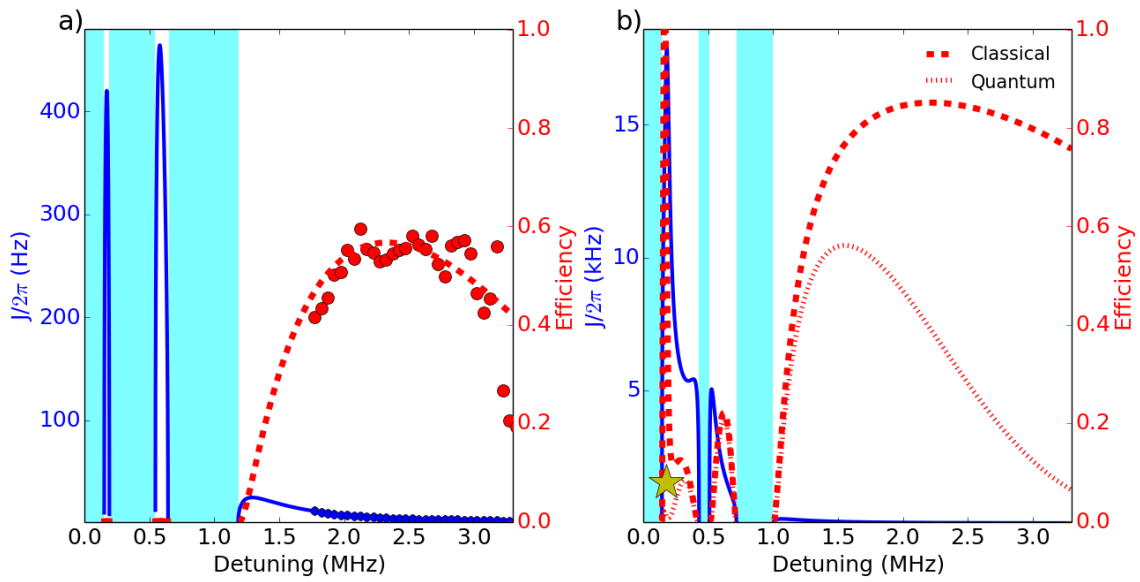 a)
400
300
200
100
J/2π (Hz)
1.0
0.8
0.6
0.4
0.2
0.0
Efficiency
0.0 0.5 1.0 1.5 2.0 2.5 3.0
Detuning (MHz)
b)
15
10
5
J/2π (kHz)
Classical
Quantum
1.0
0.8
0.6
0.4
0.2
0.0
Efficiency
0.0 0.5 1.0 1.5 2.0 2.5 3.0
Detuning (MHz)